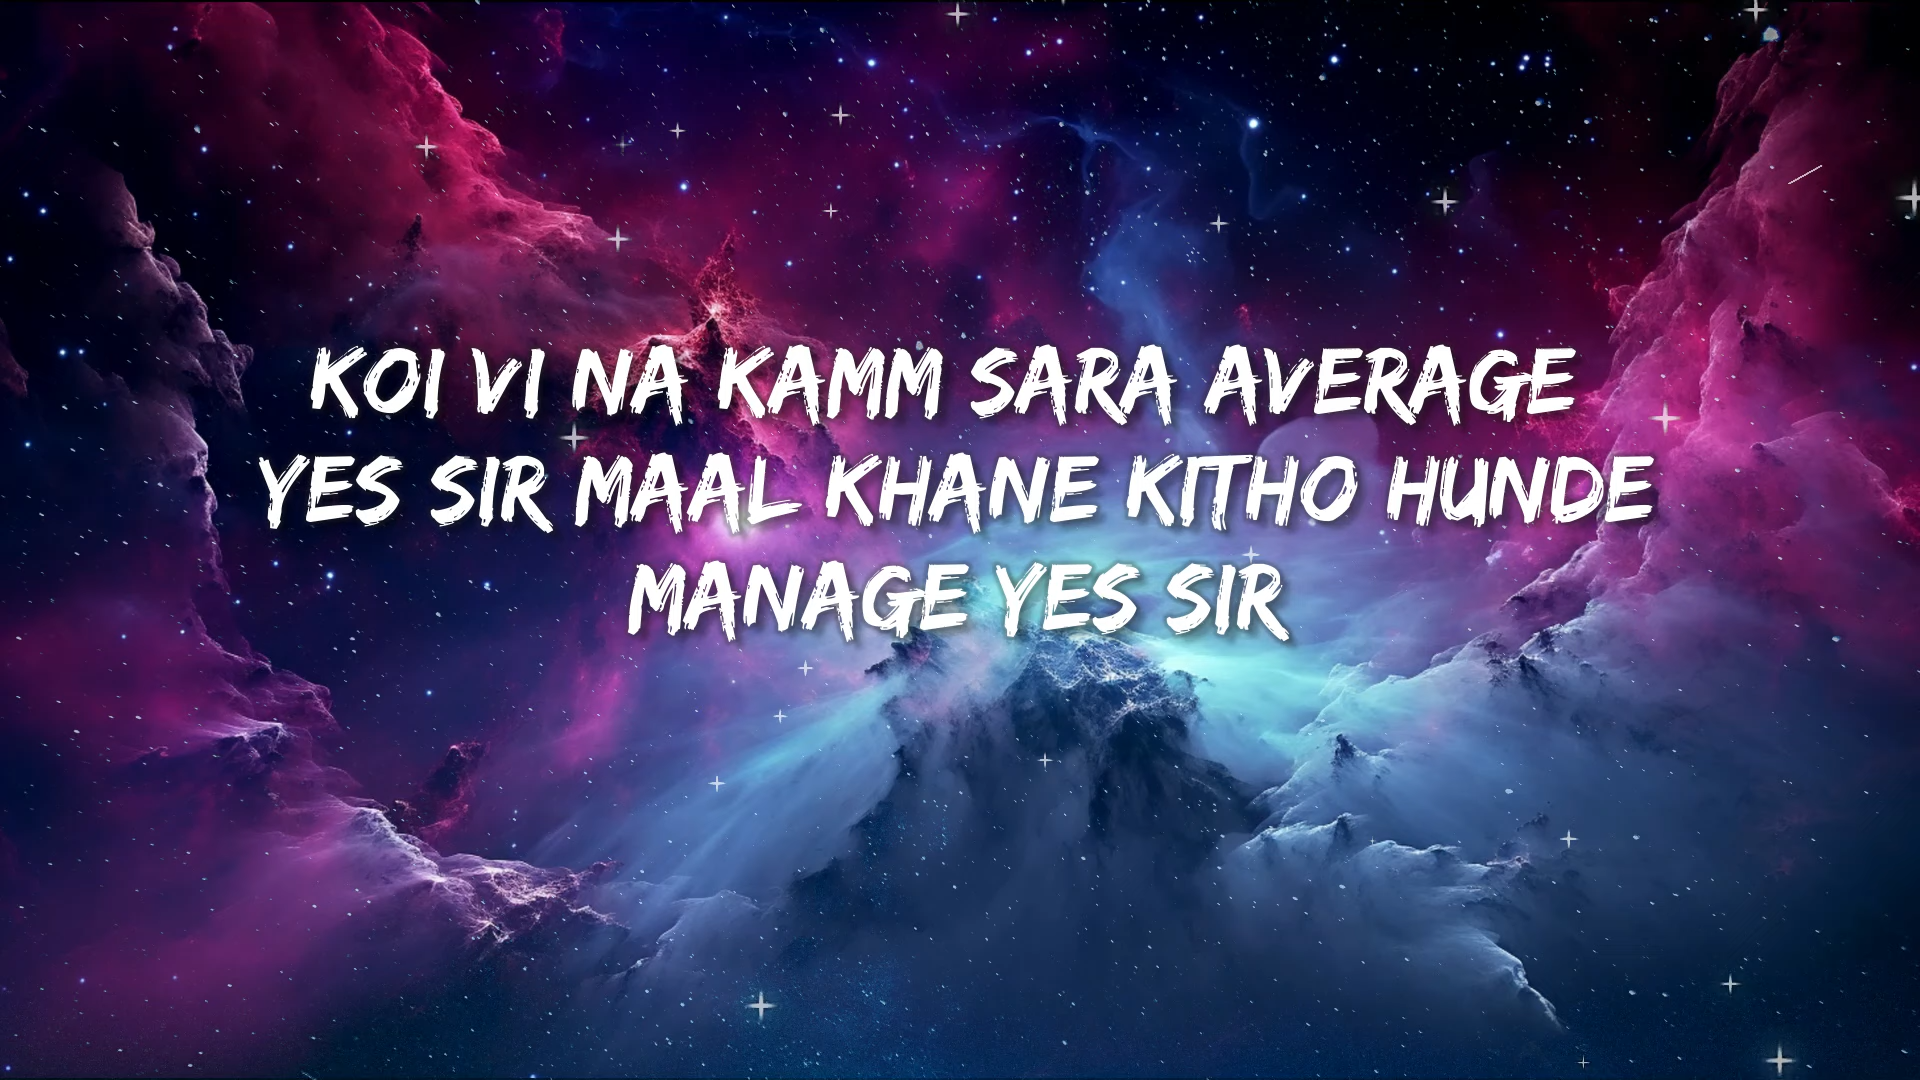 KOI VI NA KAMM SARA AVERAGE
YES SIR MAAL KHANE KITHO HUNDE
MANAGE YES SIR